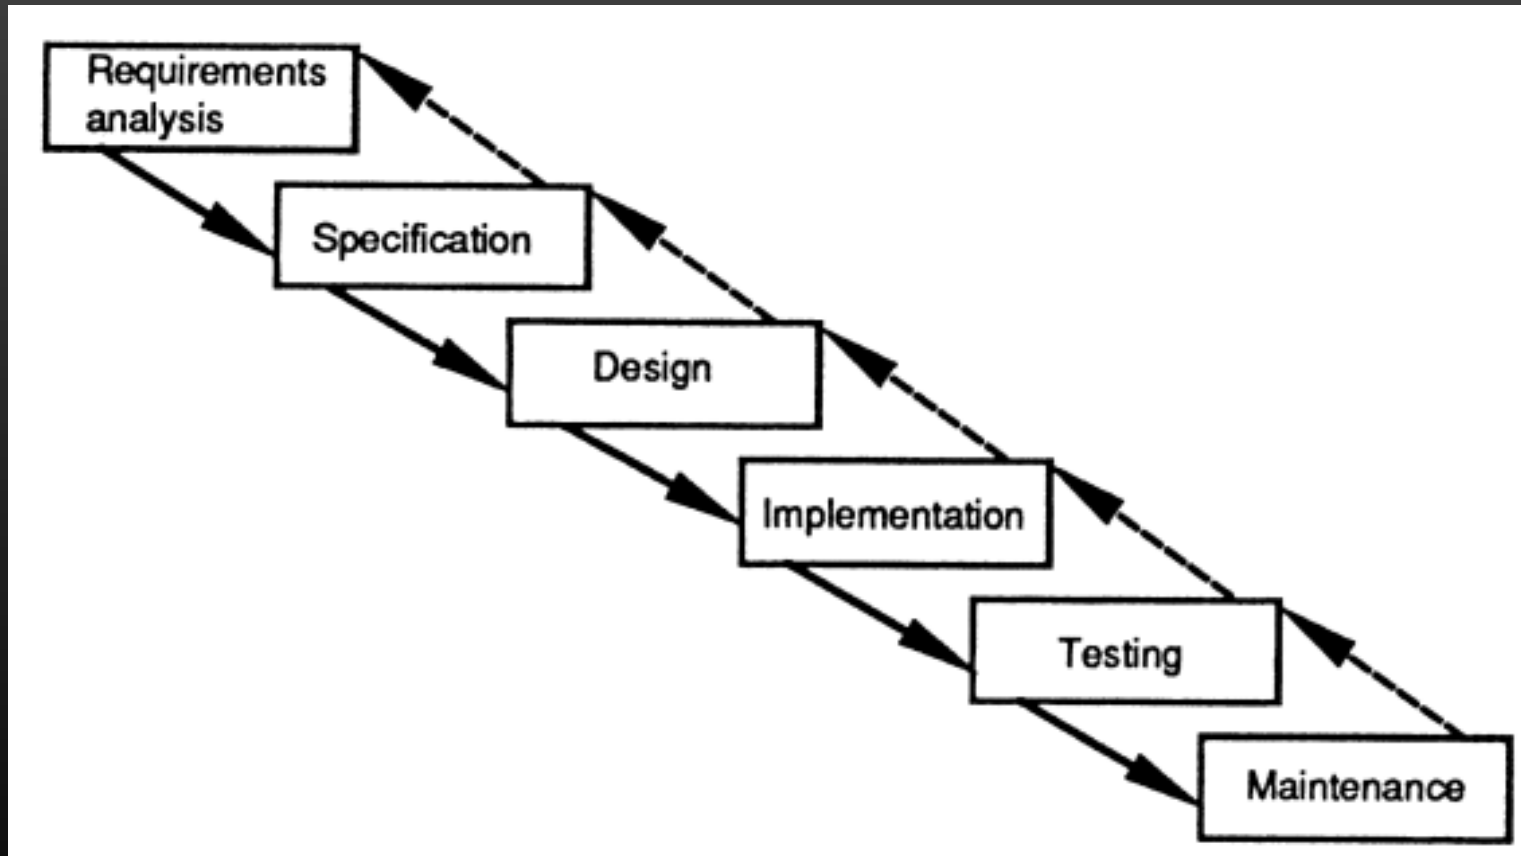 Requirements
analysis
Specification
Design
Implementation
Testing
Maintenance